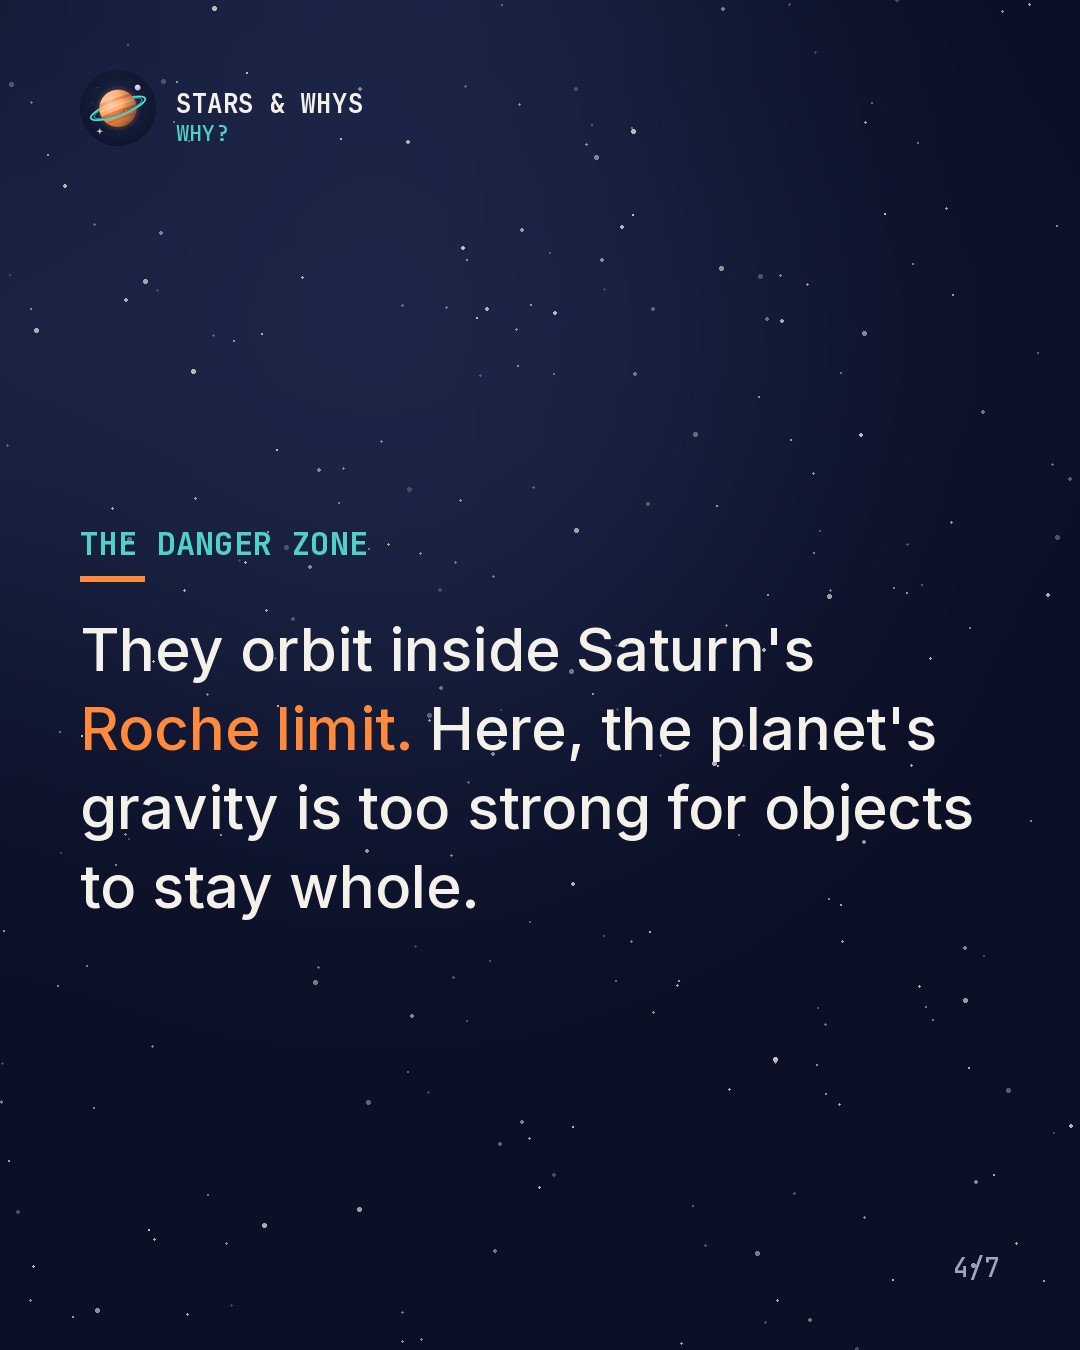 STARS & WHYS
WHY?
THE DANGER ZONE
They orbit inside Saturn's
Roche limit. Here, the planet's
gravity is too strong for objects
to stay whole.
4/7